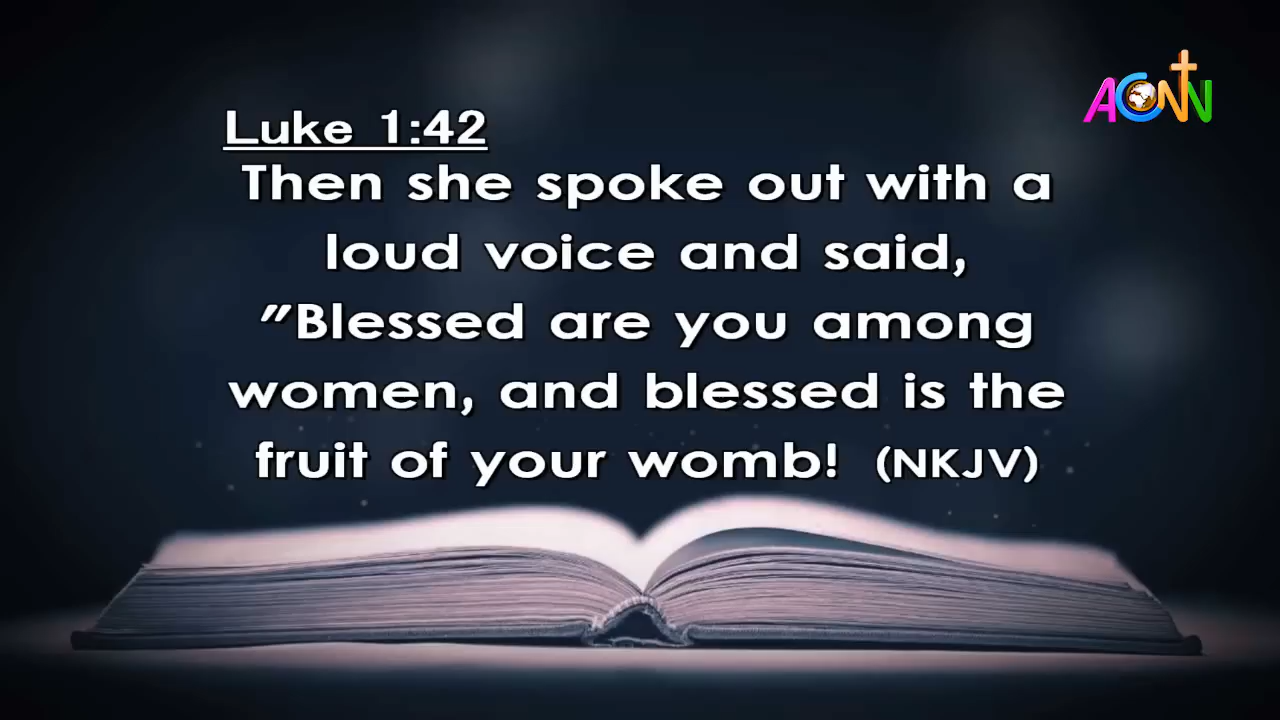 ACNN
Luke 1:42
Then she spoke out with a
loud voice and said,
"Blessed are you among
women, and blessed is the
fruit of your womb! (NKJV)